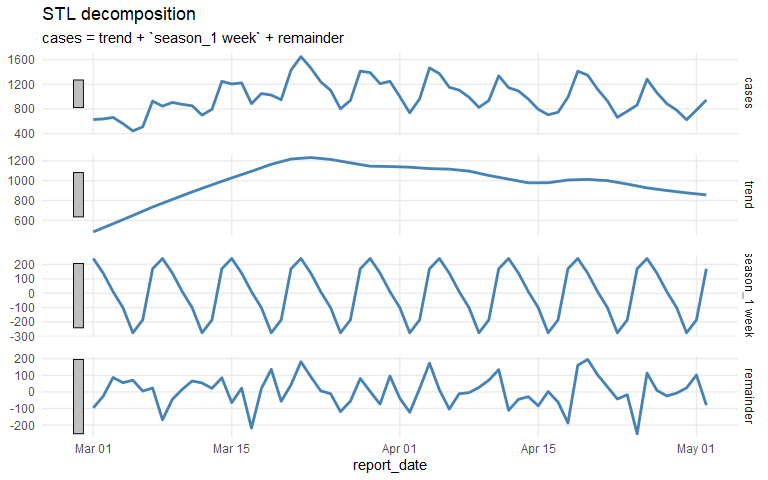 STL decomposition
cases = trend + `season_1 week` + remainder
1600
1200
800
400
cases
1200
1000
800
600
trend
200
100
0
-100
-200
-300
season_1 week
200
100
0
-100
-200
remainder
Mar 01 Mar 15 Apr 01 Apr 15 May 01
report_date